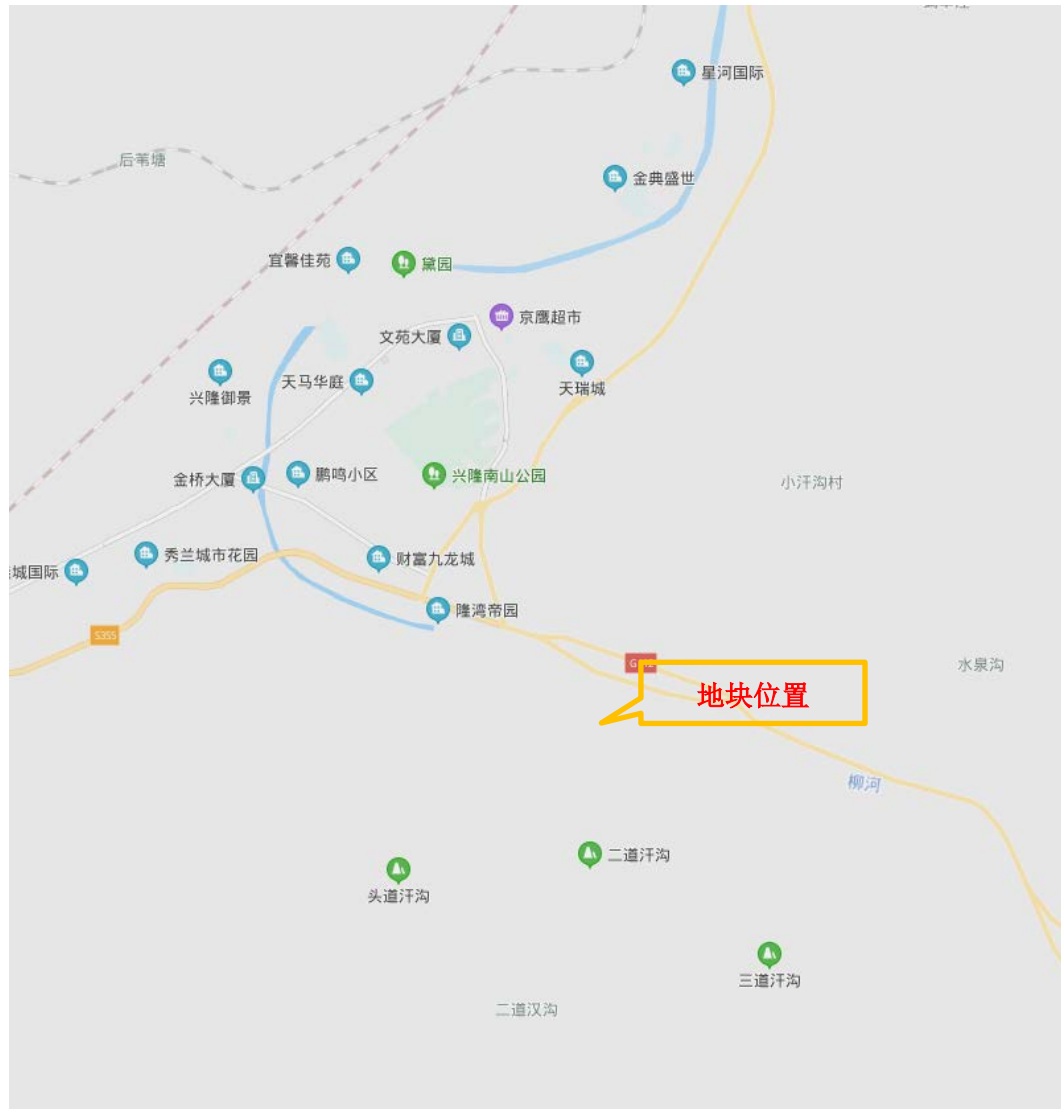 星河国际
后苇塘
金典盛世
宜馨佳苑
黛园
京鹰超市
文苑大厦
天马华庭
天瑞城
兴隆御景
金桥大厦
鹏鸣小区
兴隆南山公园
小汗沟村
秀兰城市花园
财富九龙城
城国际
隆湾帝园
S355
水泉沟
地块位置
柳河
二道汗沟
头道汗沟
三道汗沟
二道汉沟